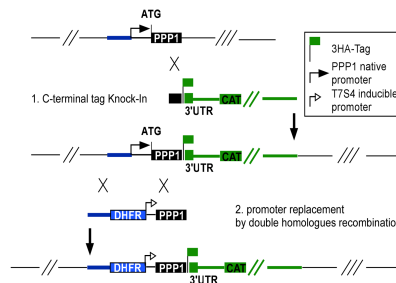 ATG
PPP1
3HA-Tag
PPP1 native
promoter
T7S4 inducible
promoter
1. C-terminal tag Knock-In
CAT
3'UTR
ATG
PPP1
CAT
3'UTR
DHFR
PPP1
2. promoter replacement
by double homologues recombination
DHFR
PPP1
CAT
3'UTR